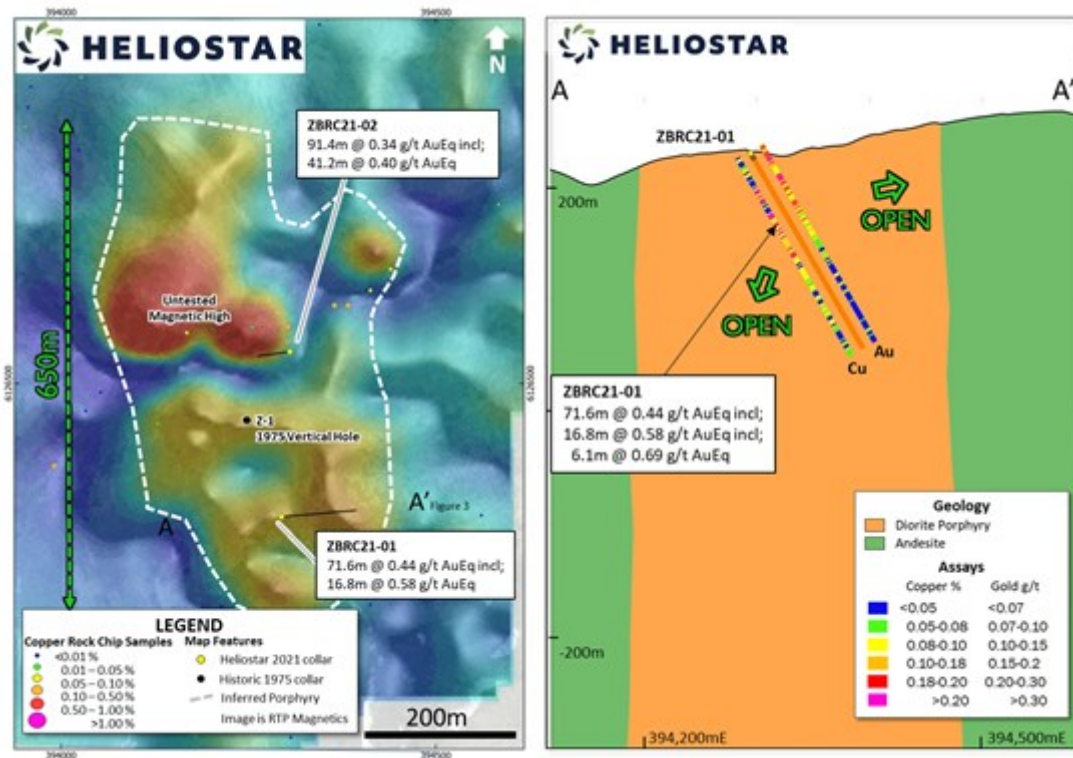 394000
394500
HELIOSTAR
N
ZBRC21-02
91.4m @ 0.34 g/t AuEq incl;
41.2m @ 0.40 g/t AuEq
Untested
Magnetic High
650m
6126500
6126500
Z-1
1975 Vertical Hole
A
A' Figure 3
ZBRC21-01
71.6m @ 0.44 g/t AuEq incl;
16.8m @ 0.58 g/t AuEq
LEGEND
Copper Rock Chip Samples
<0.01 %
0.01 – 0.05 %
0.05 – 0.10 %
0.10 – 0.50 %
0.50 – 1.00 %
>1.00 %
Map Features
Heliostar 2021 collar
Historic 1975 collar
Inferred Porphyry
Image is RTP Magnetics
200m
394000
394500
HELIOSTAR
A
A'
ZBRC21-01
200m
OPEN
OPEN
Au
Cu
ZBRC21-01
71.6m @ 0.44 g/t AuEq incl;
16.8m @ 0.58 g/t AuEq incl;
6.1m @ 0.69 g/t AuEq
-200m
Geology
Diorite Porphyry
Andesite
Assays
Copper % Gold g/t
<0.05 <0.07
0.05-0.08 0.07-0.10
0.08-0.10 0.10-0.15
0.10-0.18 0.15-0.2
0.18-0.20 0.20-0.30
>0.20 >0.30
394,200mE
394,500mE